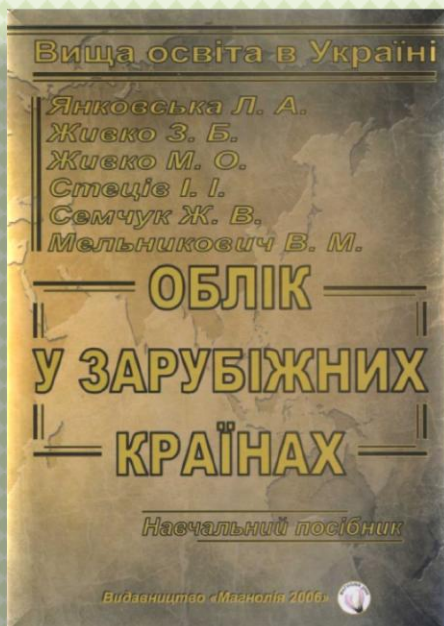 Вища освіта в Україні
Янковська Л. А.
Живко З. Б.
Живко М. О.
Стеців І. І.
Семчук Ж. В.
Мельникович В. М.
ОБЛІК
У ЗАРУБІЖНИХ
КРАЇНАХ
Навчальний посібник
Видавництво «Магнолія 2006»